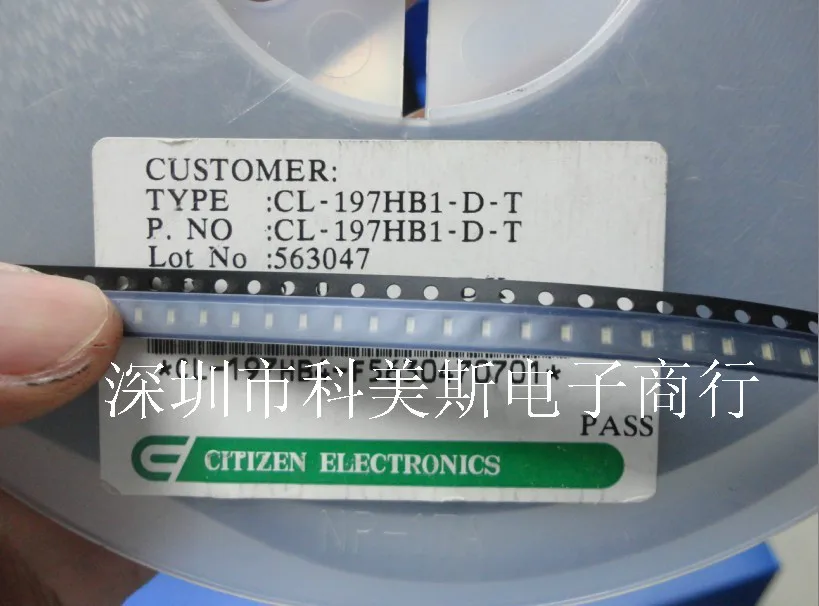 CUSTOMER:
TYPE :CL-197HB1-D-T
P. NO :CL-197HB1-D-T
Lot No :563047
深圳市科美斯电子商行
PASS
CITIZEN ELECTRONICS